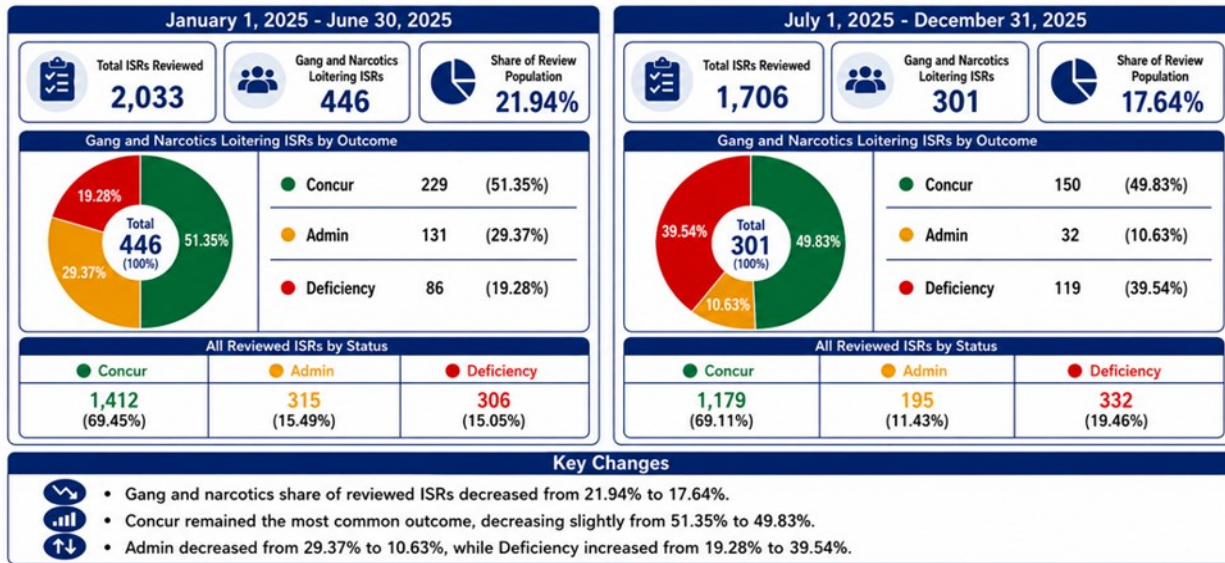 January 1, 2025 - June 30, 2025
Total ISRs Reviewed
2,033
Gang and Narcotics
Loitering ISRs
446
Share of Review
Population
21.94%
Gang and Narcotics Loitering ISRs by Outcome
19.28%
29.37%
51.35%
Total
446
(100%)
Concur 229 (51.35%)
Admin 131 (29.37%)
Deficiency 86 (19.28%)
All Reviewed ISRs by Status
Concur Admin Deficiency
1,412 315 306
(69.45%) (15.49%) (15.05%)
July 1, 2025 - December 31, 2025
Total ISRs Reviewed
1,706
Gang and Narcotics
Loitering ISRs
301
Share of Review
Population
17.64%
Gang and Narcotics Loitering ISRs by Outcome
39.54%
10.63%
49.83%
Total
301
(100%)
Concur 150 (49.83%)
Admin 32 (10.63%)
Deficiency 119 (39.54%)
All Reviewed ISRs by Status
Concur Admin Deficiency
1,179 195 332
(69.11%) (11.43%) (19.46%)
Key Changes
• Gang and narcotics share of reviewed ISRs decreased from 21.94% to 17.64%.
• Concur remained the most common outcome, decreasing slightly from 51.35% to 49.83%.
• Admin decreased from 29.37% to 10.63%, while Deficiency increased from 19.28% to 39.54%.